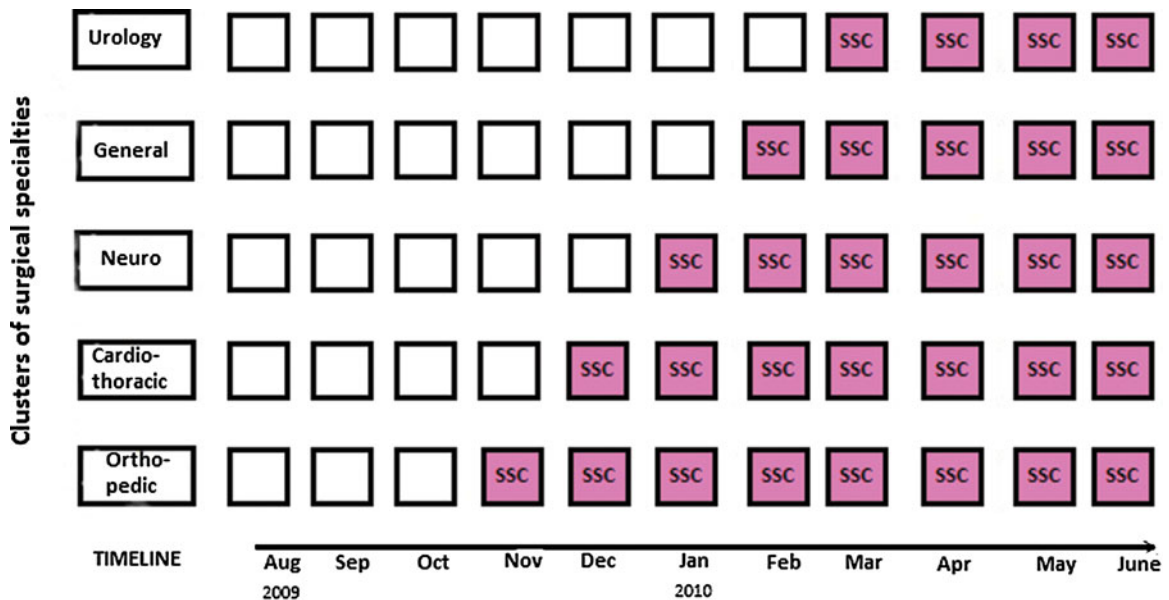 Clusters of surgical specialties
Urology
SSC SSC SSC SSC
General
SSC SSC SSC SSC SSC
Neuro
SSC SSC SSC SSC SSC SSC
Cardio-
thoracic
SSC SSC SSC SSC SSC SSC SSC
Ortho-
pedic
SSC SSC SSC SSC SSC SSC SSC SSC
TIMELINE
Aug Sep Oct Nov Dec Jan Feb Mar Apr May June
2009 2010